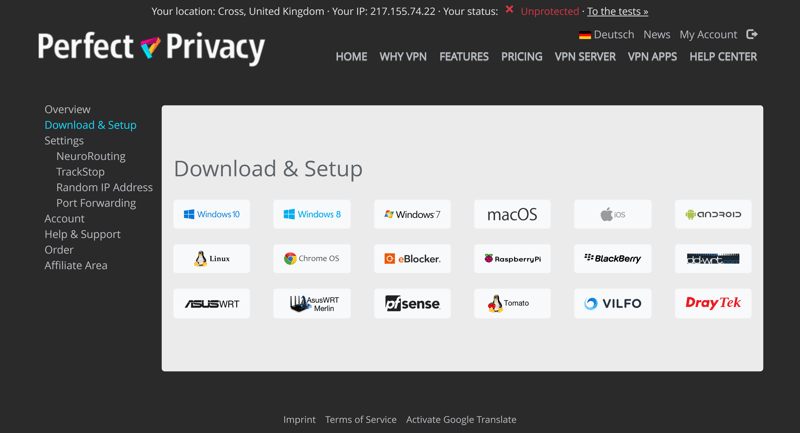 Your location: Cross, United Kingdom · Your IP: 217.155.74.22 · Your status: ✕ Unprotected · To the tests »
Perfect Privacy
Deutsch News My Account
HOME WHY VPN FEATURES PRICING VPN SERVER VPN APPS HELP CENTER
Overview
Download & Setup
Settings
NeuroRouting
TrackStop
Random IP Address
Port Forwarding
Account
Help & Support
Order
Affiliate Area
Download & Setup
Windows 10 Windows 8 Windows 7 macOS iOS ANDROID
Linux Chrome OS eBlocker. RaspberryPi BlackBerry dd-wrt
ASUSWRT AsusWRT Merlin pfsense Tomato VILFO DrayTek
Imprint Terms of Service Activate Google Translate